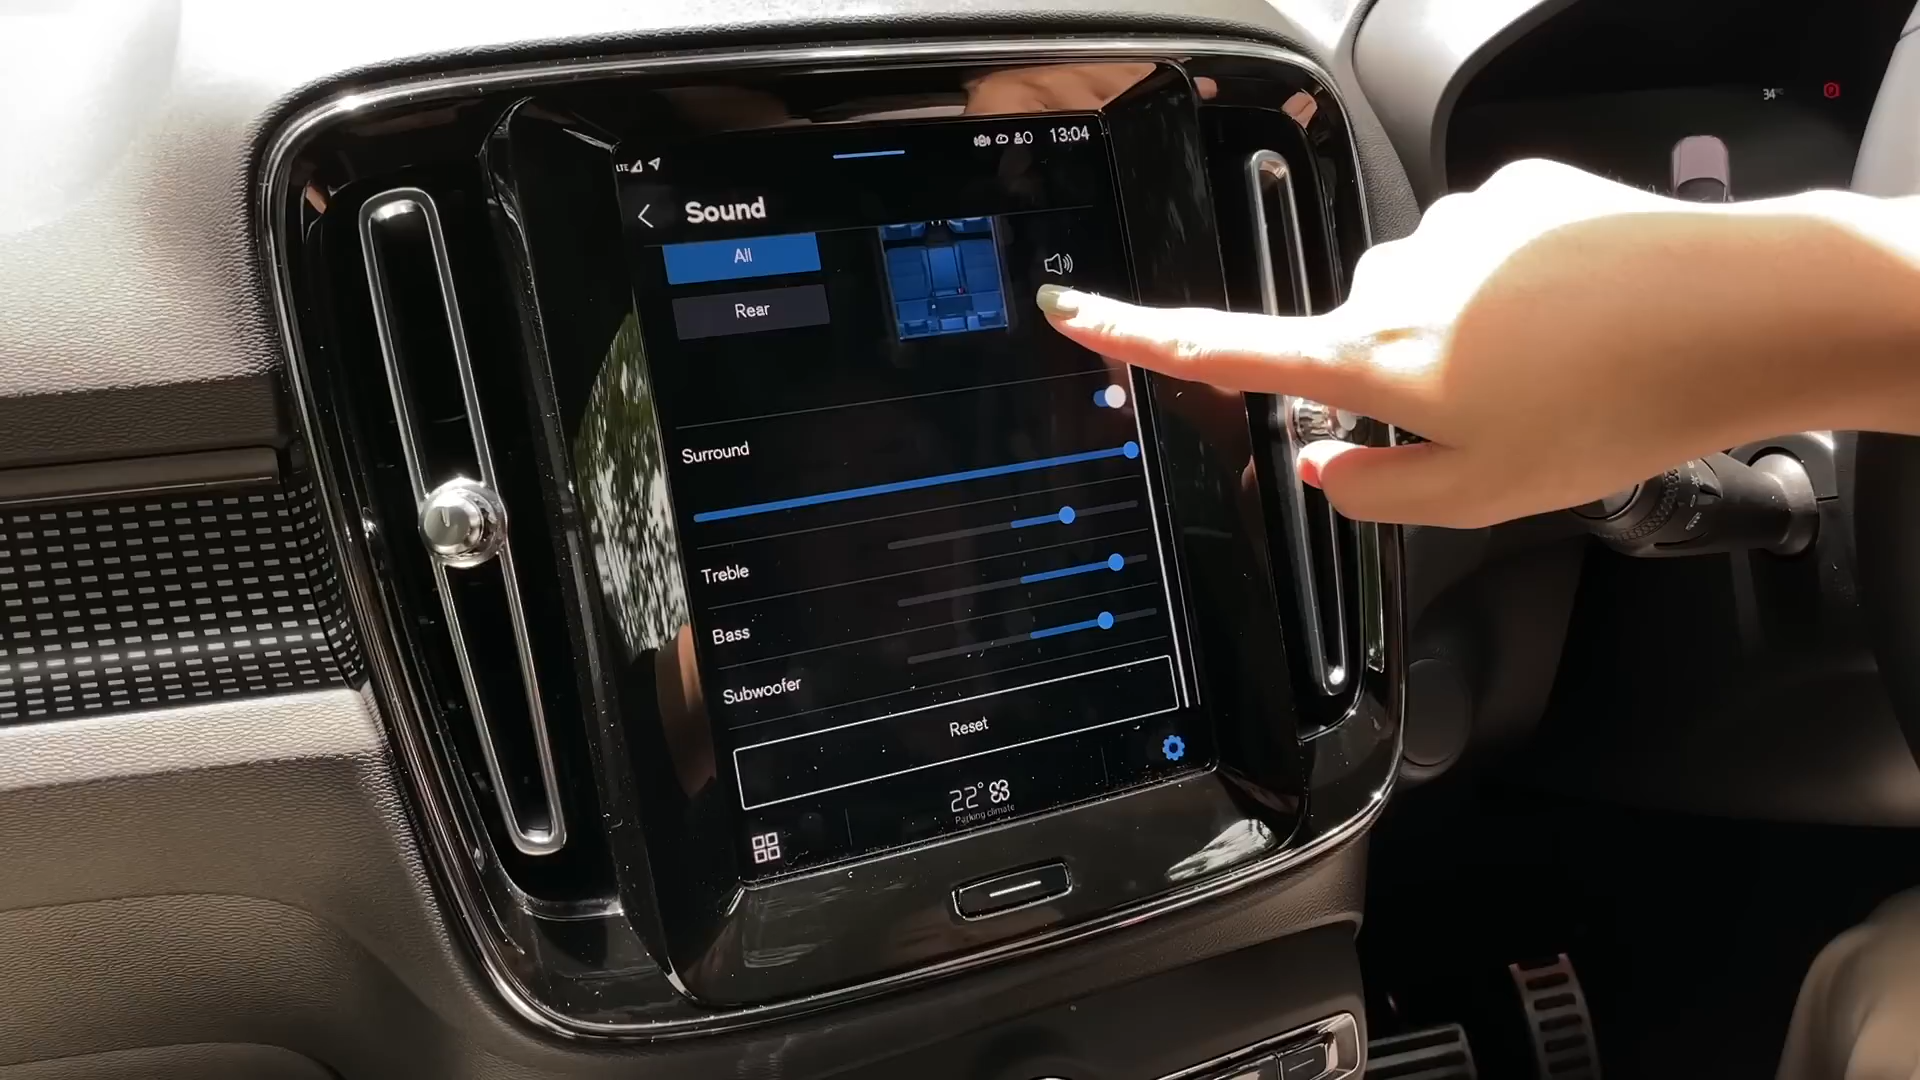 LTE
13:04
Sound
All
Rear
Surround
Treble
Bass
Subwoofer
Reset
22°
Parking climate
34°C